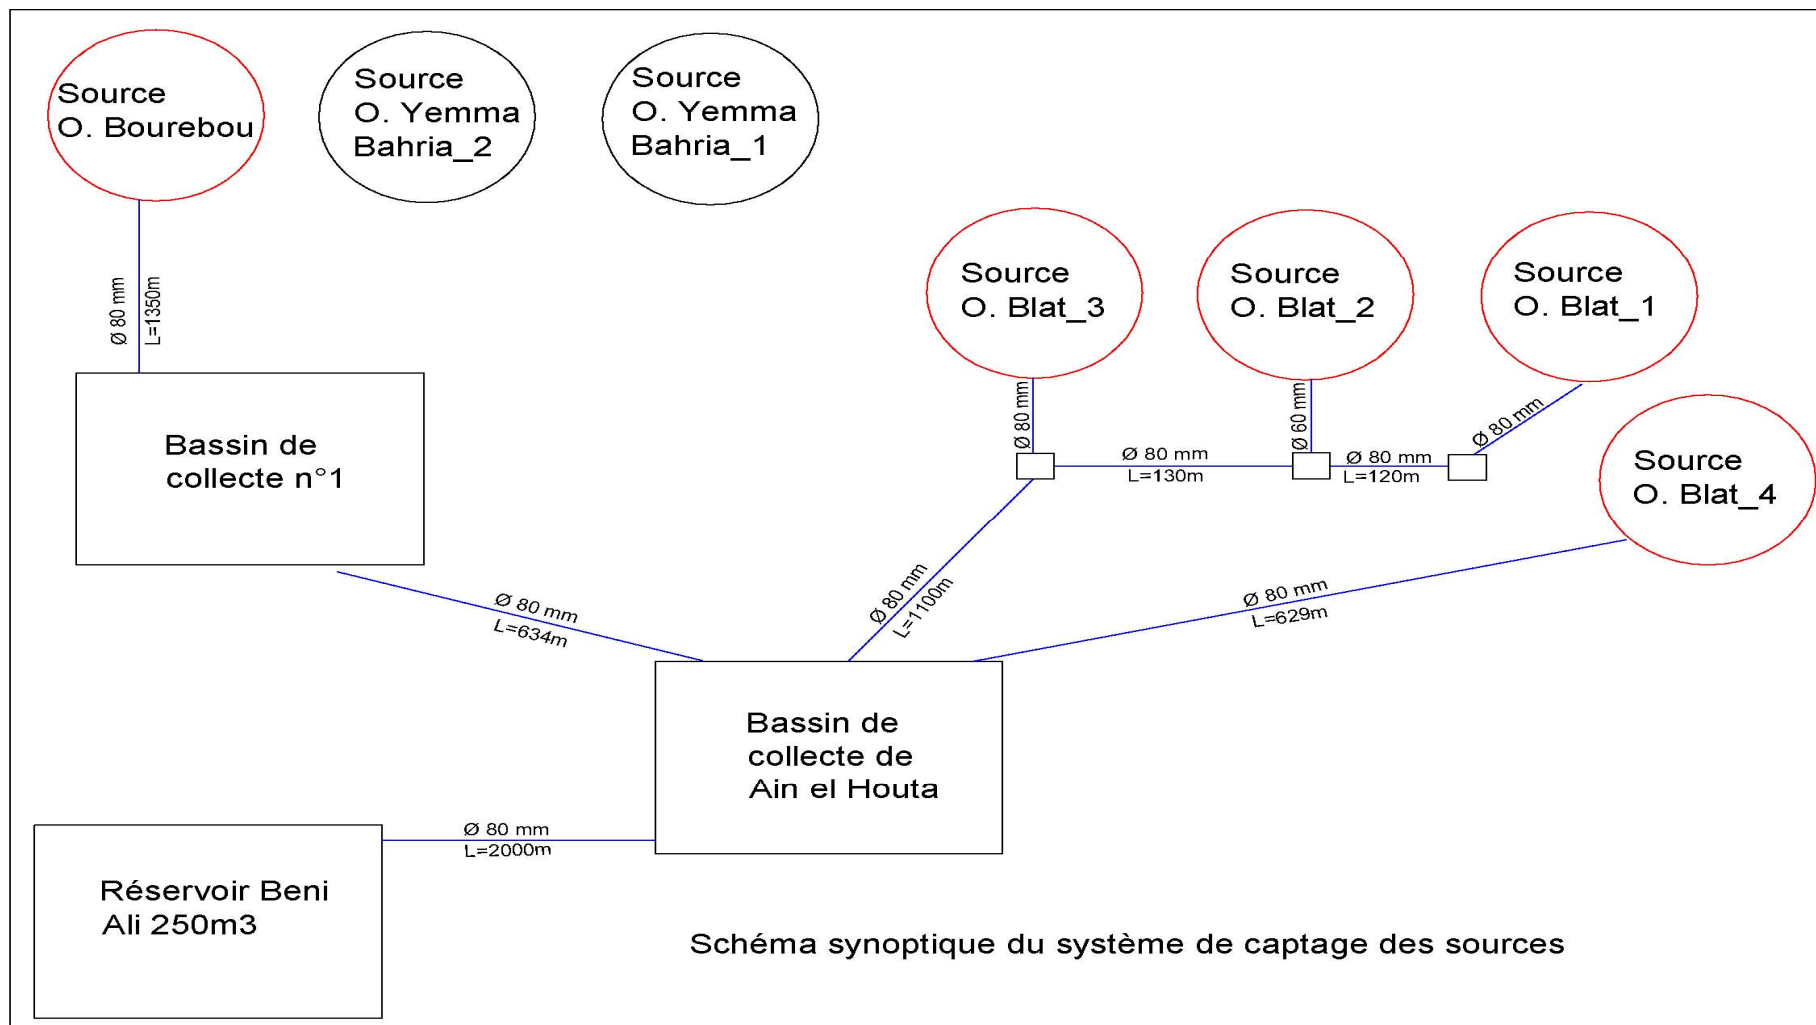 Source
O. Bourebou
Source
O. Yemma
Bahria_2
Source
O. Yemma
Bahria_1
Source
O. Blat_3
Source
O. Blat_2
Source
O. Blat_1
Source
O. Blat_4
Ø 80 mm
L=1350m
Ø 80 mm
Ø 60 mm
Ø 80 mm
Ø 80 mm
L=130m
Ø 80 mm
L=120m
Bassin de
collecte n°1
Ø 80 mm
L=634m
Ø 80 mm
L=1100m
Ø 80 mm
L=629m
Bassin de
collecte de
Ain el Houta
Ø 80 mm
L=2000m
Réservoir Beni
Ali 250m3
Schéma synoptique du système de captage des sources